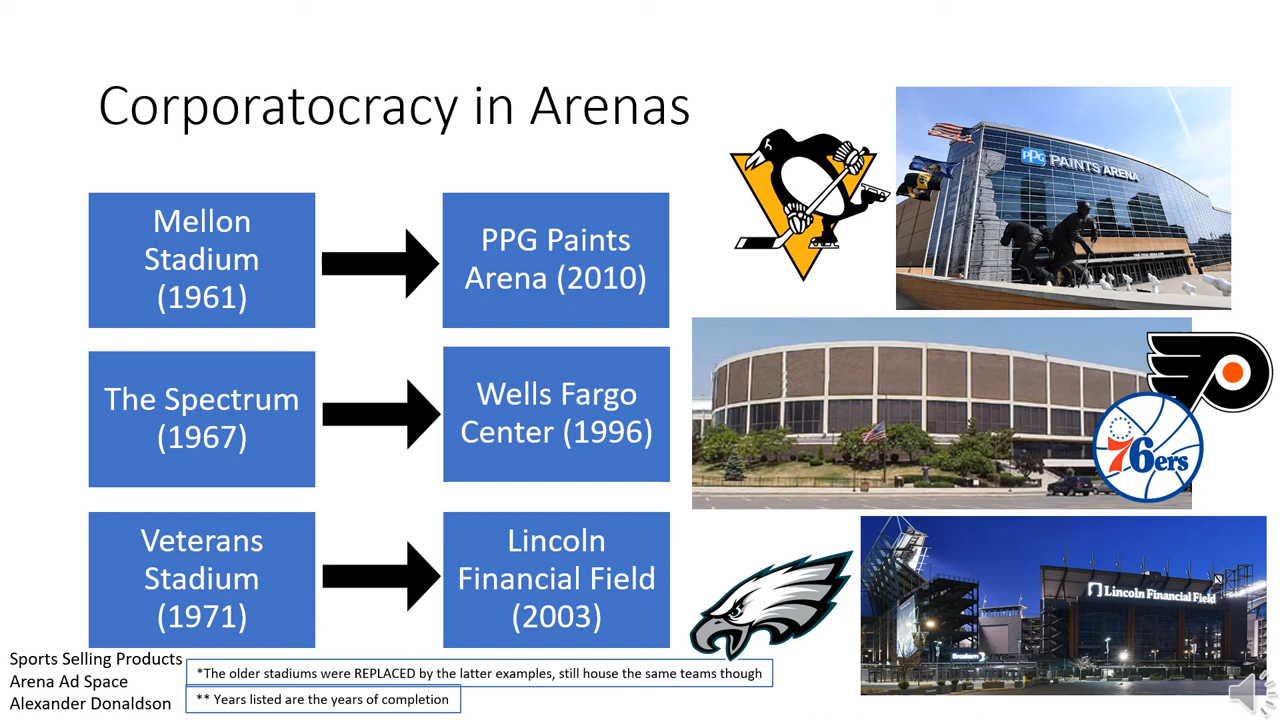 Corporatocracy in Arenas
Mellon
Stadium
(1961)
PPG Paints
Arena (2010)
PPG PAINTS ARENA
The Spectrum
(1967)
Wells Fargo
Center (1996)
76ers
Veterans
Stadium
(1971)
Lincoln
Financial Field
(2003)
Lincoln Financial Field
Sports Selling Products
Arena Ad Space
Alexander Donaldson
*The older stadiums were REPLACED by the latter examples, still house the same teams though
** Years listed are the years of completion